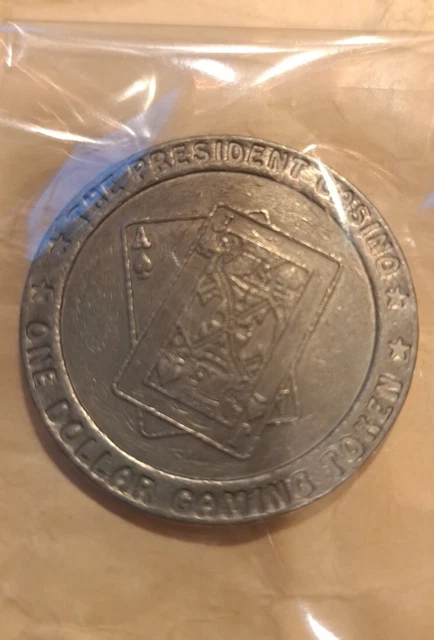 ★ THE PRESIDENT CASINO ★
★ ONE DOLLAR GAMING TOKEN ★
A
J